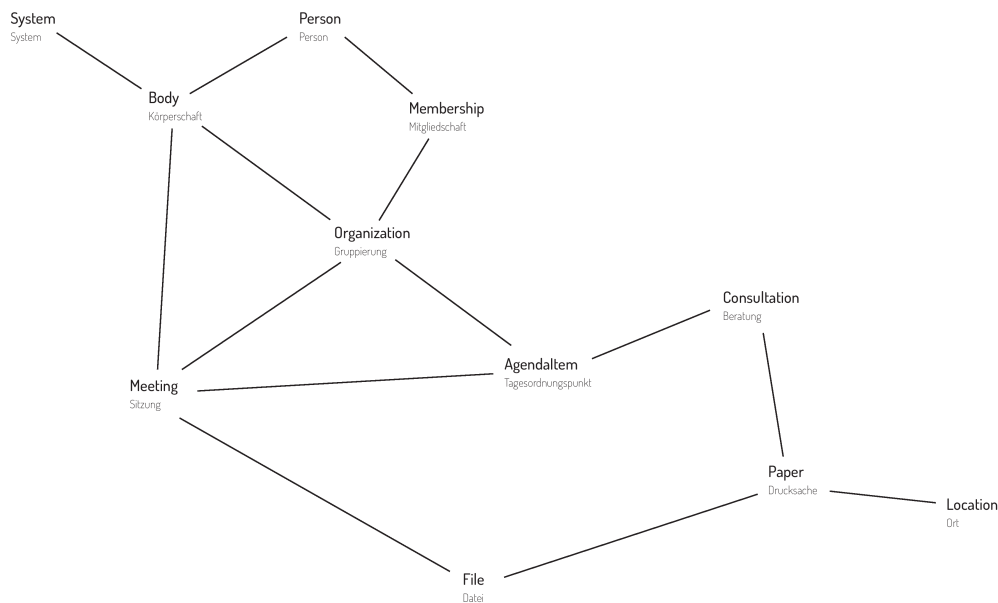 System
System
Person
Person
Body
Körperschaft
Membership
Mitgliedschaft
Organization
Gruppierung
Consultation
Beratung
AgendaItem
Tagesordnungspunkt
Meeting
Sitzung
Paper
Drucksache
Location
Ort
File
Datei